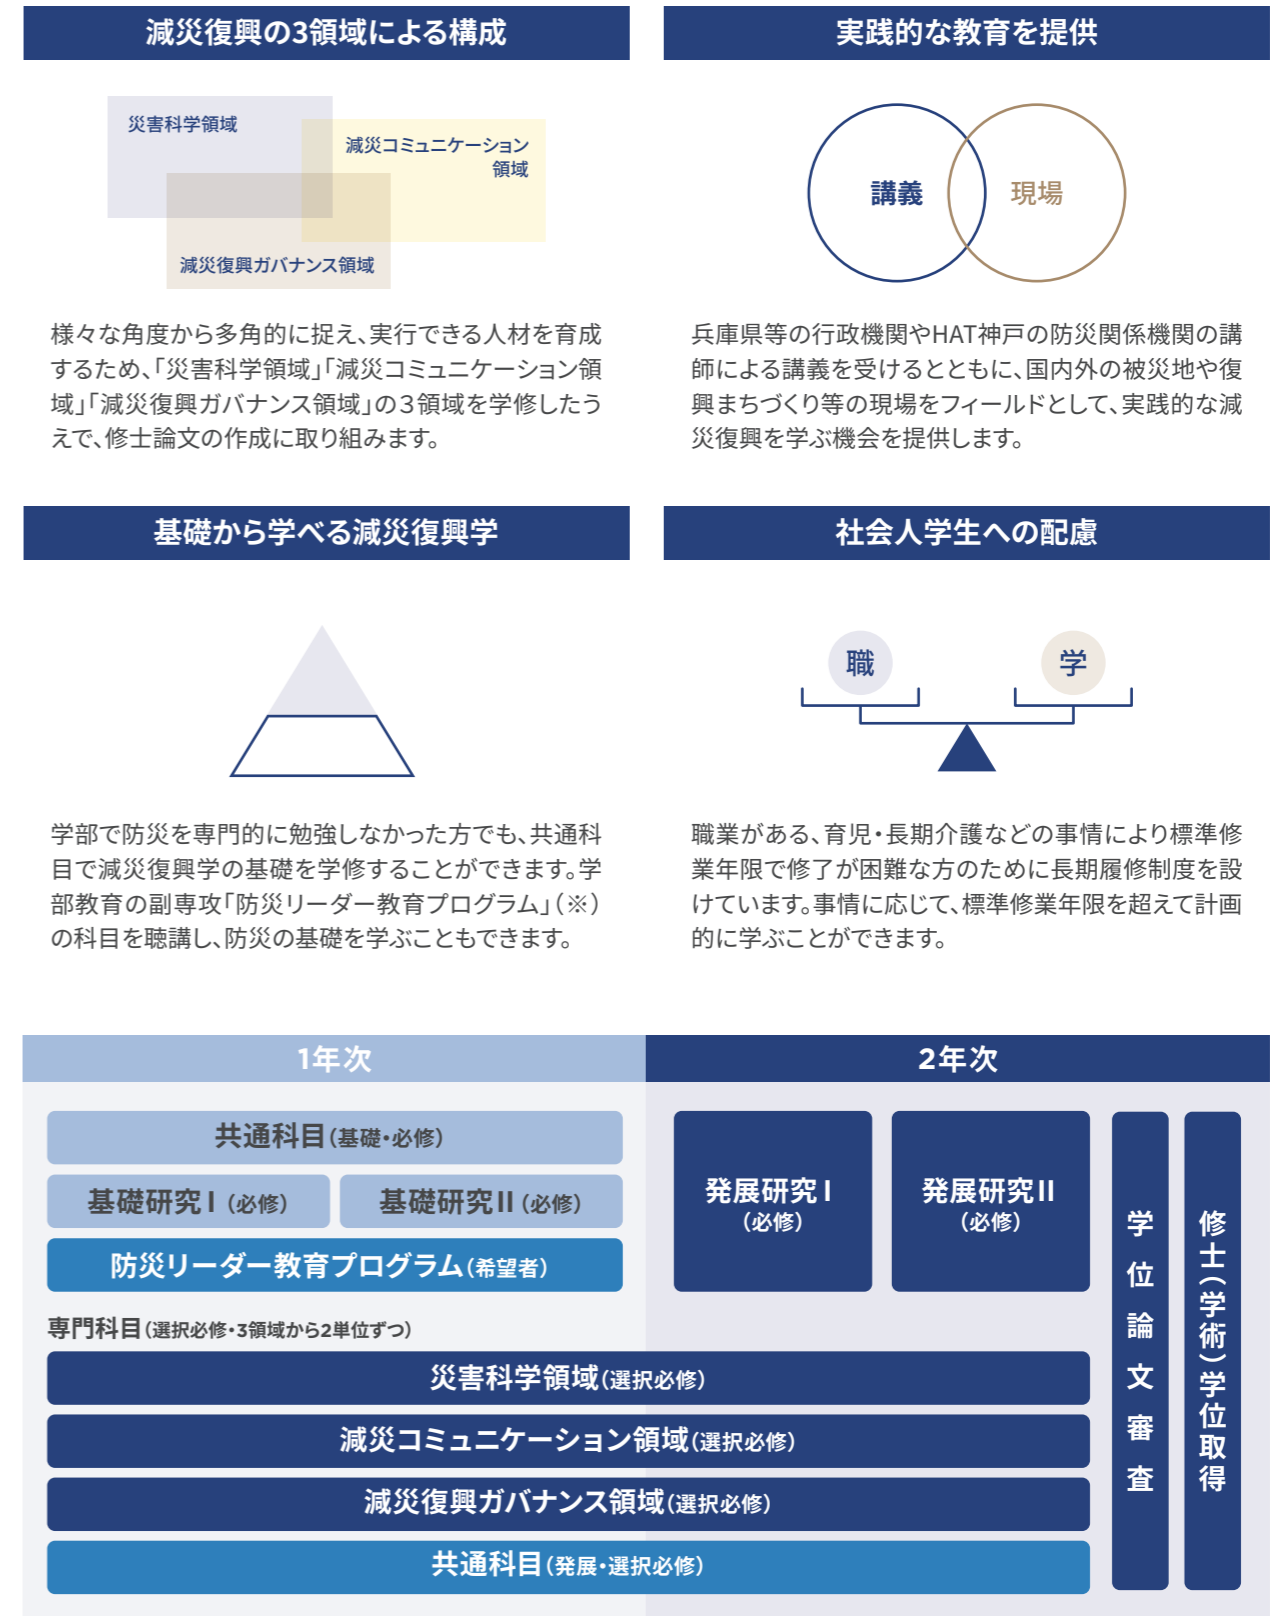 減災復興の3領域による構成
災害科学領域
減災コミュニケーション
領域
減災復興ガバナンス領域
様々な角度から多角的に捉え、実行できる人材を育成
するため、「災害科学領域」「減災コミュニケーション領
域」「減災復興ガバナンス領域」の3領域を学修したう
えで、修士論文の作成に取り組みます。
実践的な教育を提供
講義
現場
兵庫県等の行政機関やHAT神戸の防災関係機関の講
師による講義を受けるとともに、国内外の被災地や復
興まちづくり等の現場をフィールドとして、実践的な減
災復興を学ぶ機会を提供します。
基礎から学べる減災復興学
学部で防災を専門的に勉強しなかった方でも、共通科
目で減災復興学の基礎を学修することができます。学
部教育の副専攻「防災リーダー教育プログラム」(※)
の科目を聴講し、防災の基礎を学ぶこともできます。
社会人学生への配慮
職
学
職業がある、育児・長期介護などの事情により標準修
業年限で修了が困難な方のために長期履修制度を設
けています。事情に応じて、標準修業年限を超えて計画
的に学ぶことができます。
1年次
2年次
共通科目(基礎・必修)
基礎研究Ⅰ(必修)
基礎研究Ⅱ(必修)
防災リーダー教育プログラム(希望者)
発展研究Ⅰ
(必修)
発展研究Ⅱ
(必修)
専門科目(選択必修・3領域から2単位ずつ)
災害科学領域(選択必修)
減災コミュニケーション領域(選択必修)
減災復興ガバナンス領域(選択必修)
共通科目(発展・選択必修)
学位論文審査
修士(学術)学位取得